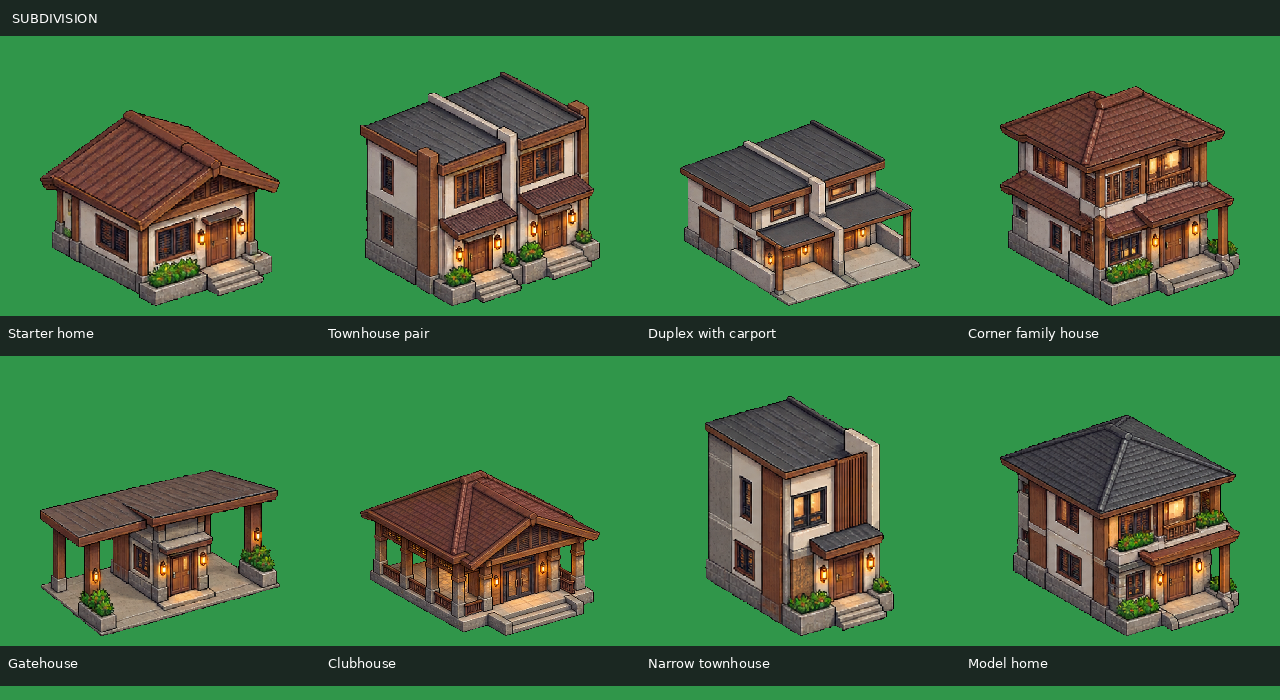 SUBDIVISION
Starter home
Townhouse pair
Duplex with carport
Corner family house
Gatehouse
Clubhouse
Narrow townhouse
Model home